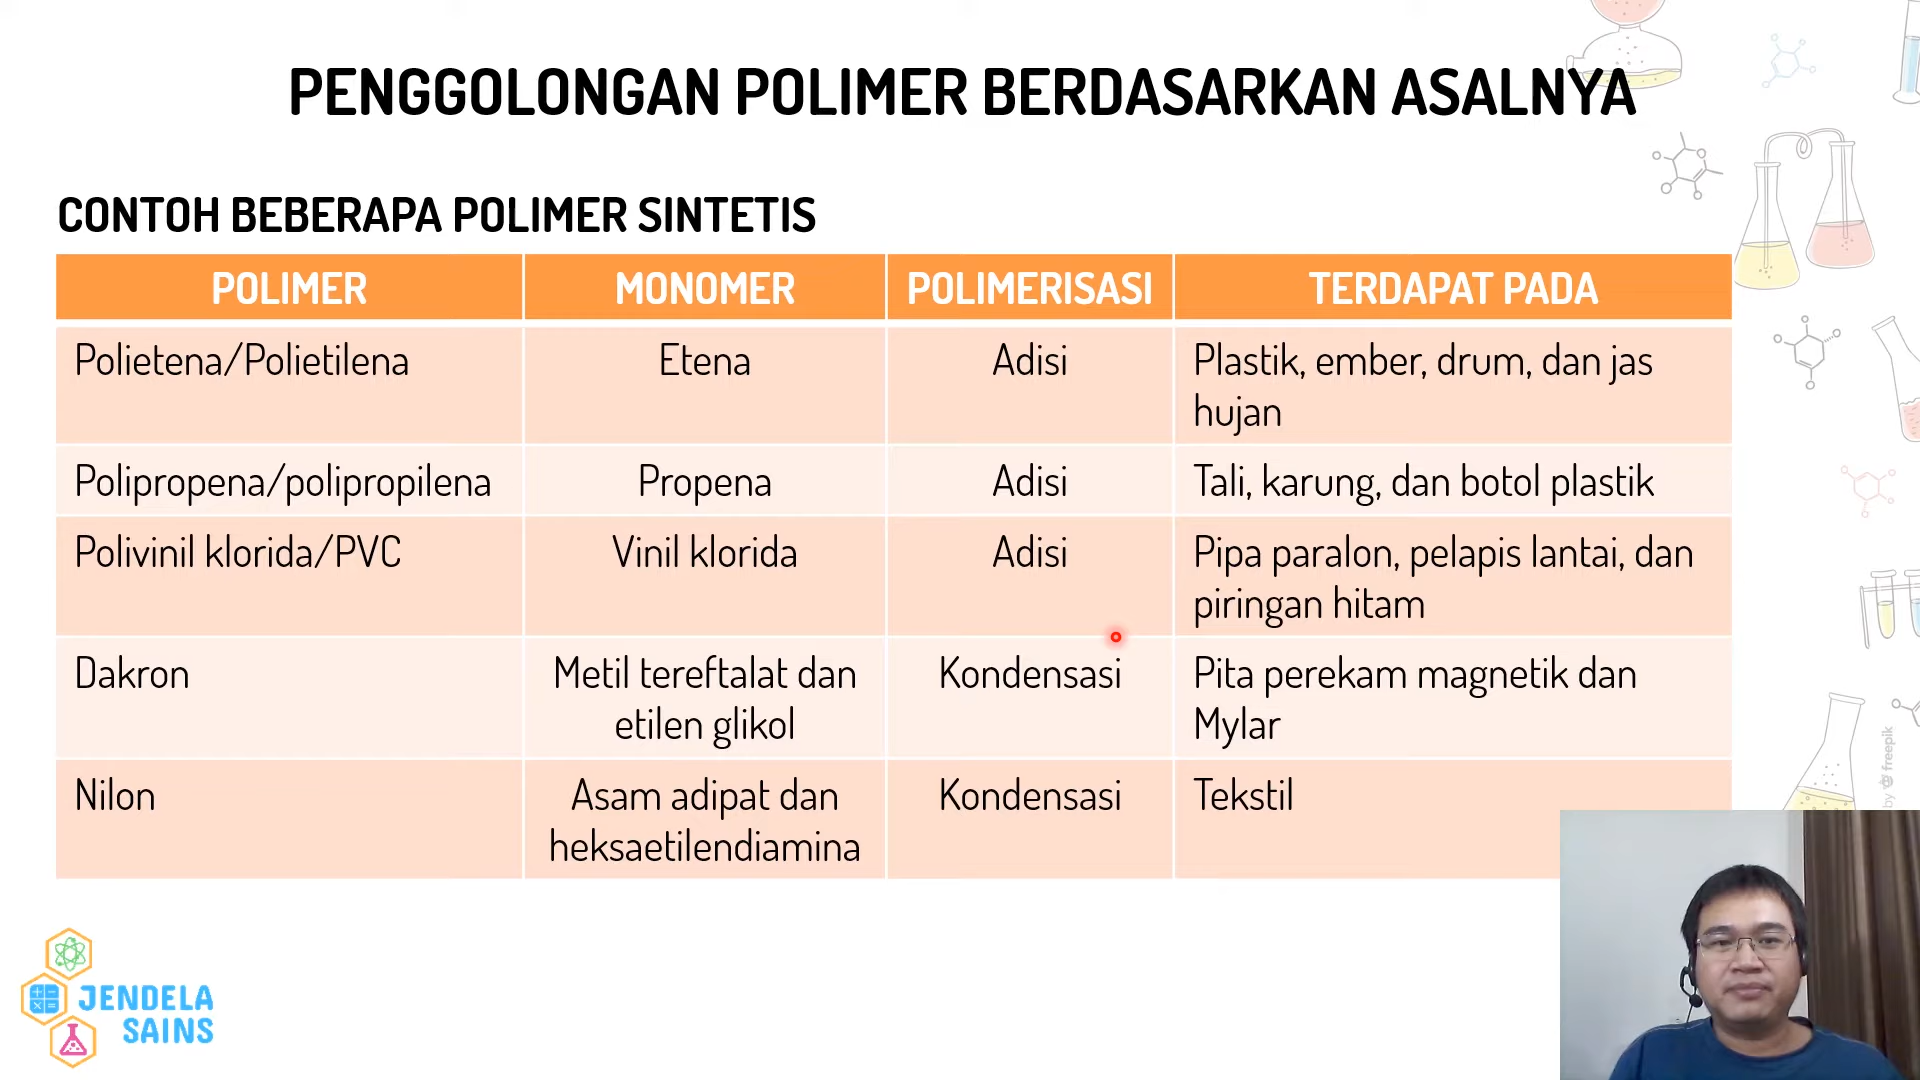 PENGGOLONGAN POLIMER BERDASARKAN ASALNYA
CONTOH BEBERAPA POLIMER SINTETIS
POLIMER MONOMER POLIMERISASI TERDAPAT PADA
Polietena/Polietilena Etena Adisi Plastik, ember, drum, dan jas
hujan
Polipropena/polipropilena Propena Adisi Tali, karung, dan botol plastik
Polivinil klorida/PVC Vinil klorida Adisi Pipa paralon, pelapis lantai, dan
piringan hitam
Dakron Metil tereftalat dan Kondensasi Pita perekam magnetik dan
etilen glikol Mylar
Nilon Asam adipat dan Kondensasi Tekstil
heksaetilendiamina
by freepik
JENDELA
SAINS